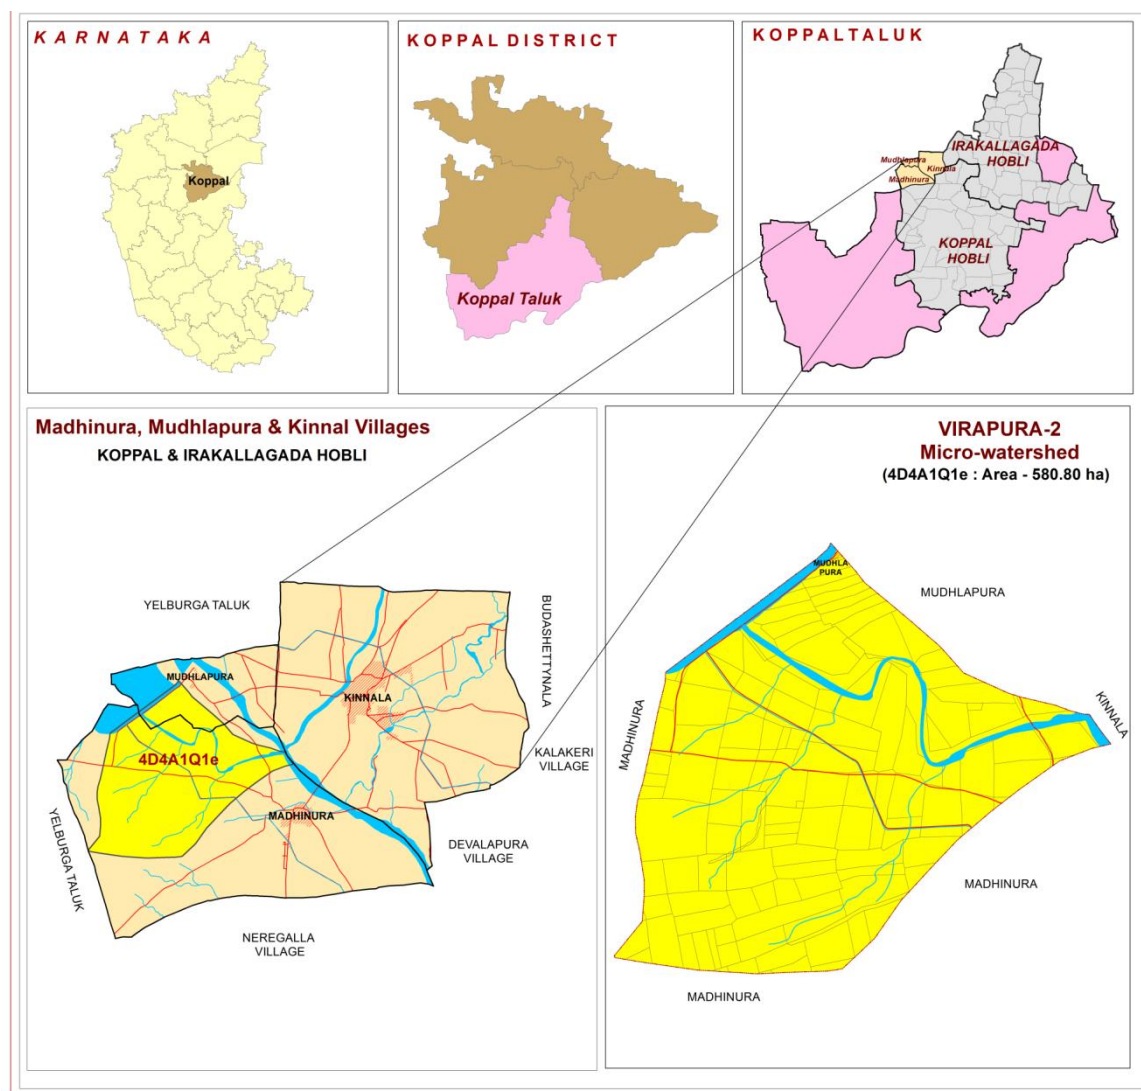 KARNATAKA
Koppal
KOPPAL DISTRICT
Koppal Taluk
KOPPALTALUK
IRAKALLAGADA
HOBLI
Mudhlapura
Kinnala
Madhinura
KOPPAL
HOBLI
Madhinura, Mudhlapura & Kinnal Villages
KOPPAL & IRAKALLAGADA HOBLI
YELBURGA TALUK
BUDASHETTYNALA
MUDHLAPURA
KINNALA
4D4A1Q1e
KALAKERI
VILLAGE
MADHINURA
YELBURGA TALUK
DEVALAPURA
VILLAGE
NEREGALLA
VILLAGE
VIRAPURA-2
Micro-watershed
(4D4A1Q1e : Area - 580.80 ha)
MUDHLA
PURA
MUDHLAPURA
MADHINURA
KINNALA
MADHINURA
MADHINURA